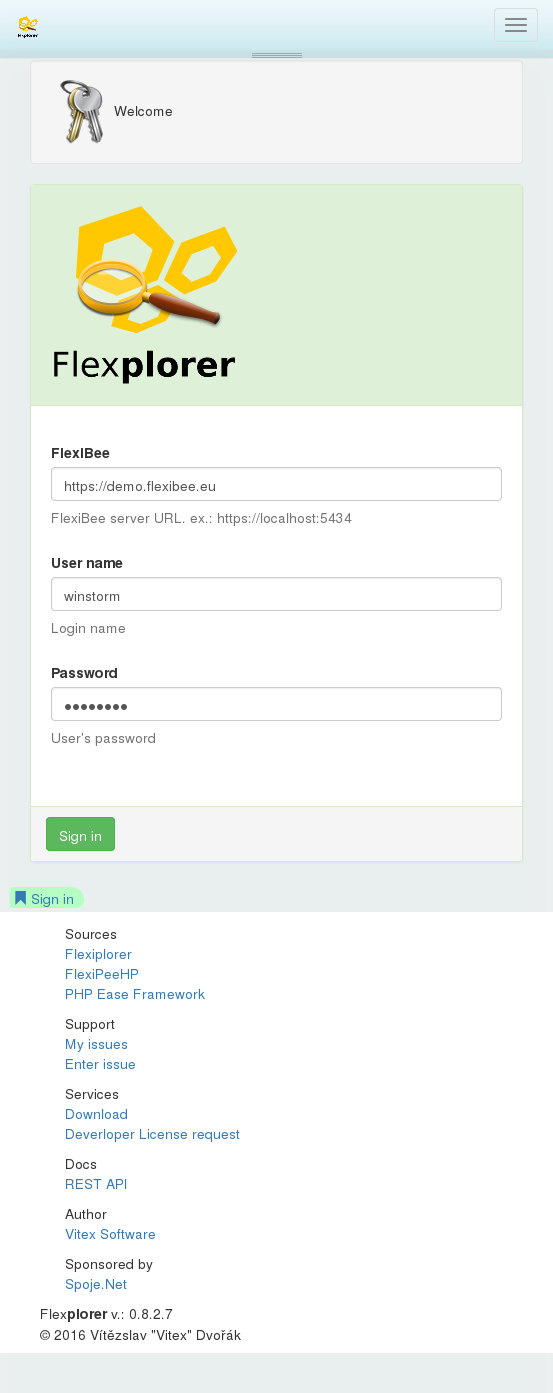 Flexplorer
Welcome
Flexplorer
FlexiBee
https://demo.flexibee.eu
FlexiBee server URL. ex.: https://localhost:5434
User name
winstorm
Login name
Password
●●●●●●●●
User's password
Sign in
Sign in
Sources
Flexiplorer
FlexiPeeHP
PHP Ease Framework
Support
My issues
Enter issue
Services
Download
Deverloper License request
Docs
REST API
Author
Vitex Software
Sponsored by
Spoje.Net
Flexplorer v.: 0.8.2.7
© 2016 Vítězslav "Vitex" Dvořák